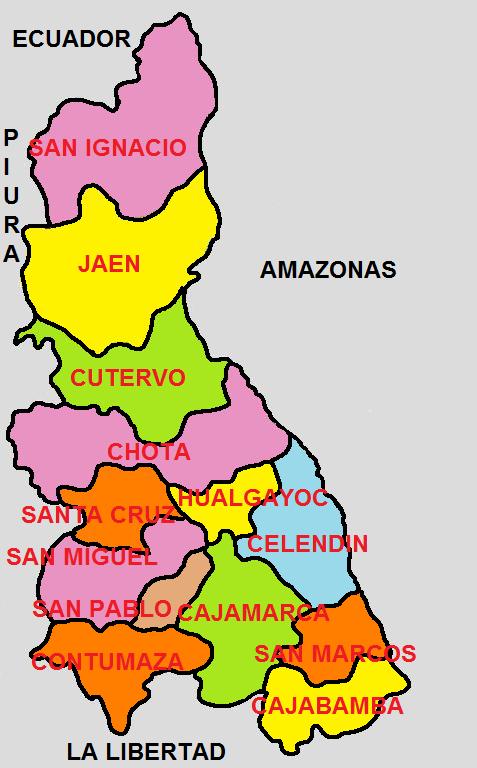 ECUADOR
PIURA
SAN IGNACIO
JAEN
AMAZONAS
CUTERVO
CHOTA
HUALGAYOC
SANTA CRUZ
CELENDIN
SAN MIGUEL
SAN PABLO
CAJAMARCA
SAN MARCOS
CONTUMAZA
CAJABAMBA
LA LIBERTAD